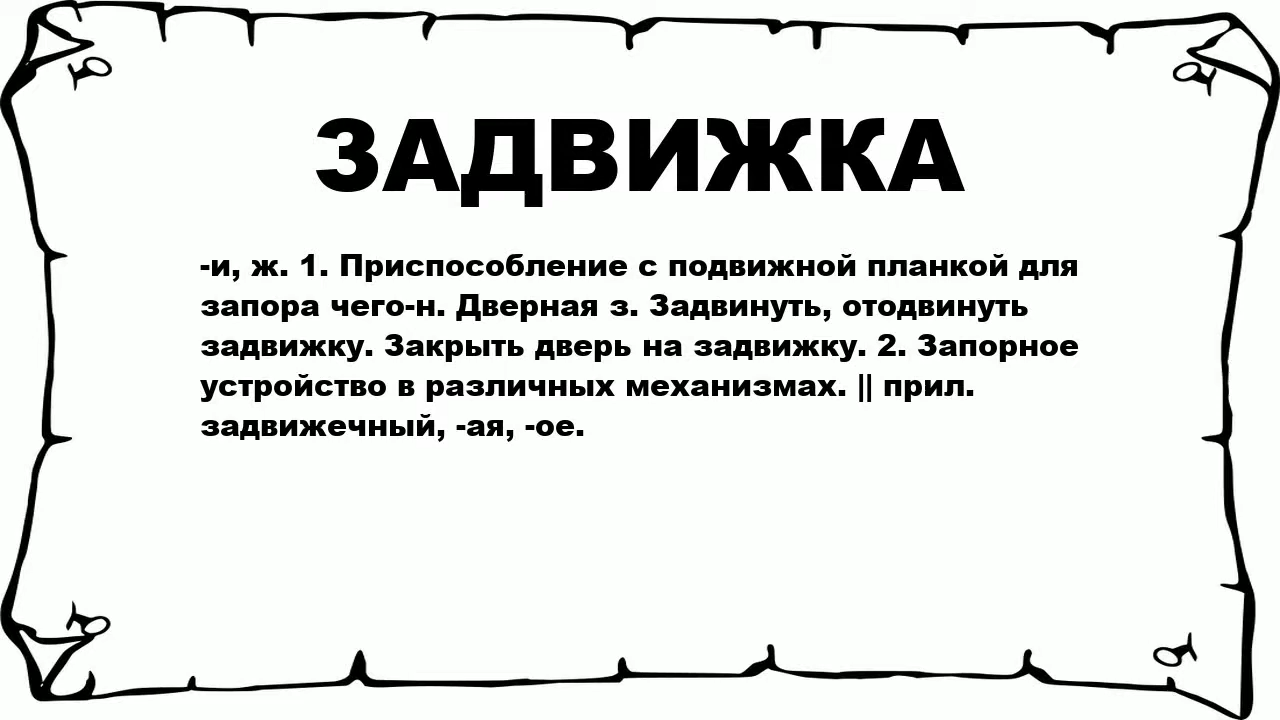 ЗАДВИЖКА
-и, ж. 1. Приспособление с подвижной планкой для
запора чего-н. Дверная з. Задвинуть, отодвинуть
задвижку. Закрыть дверь на задвижку. 2. Запорное
устройство в различных механизмах. || прил.
задвижечный, -ая, -ое.